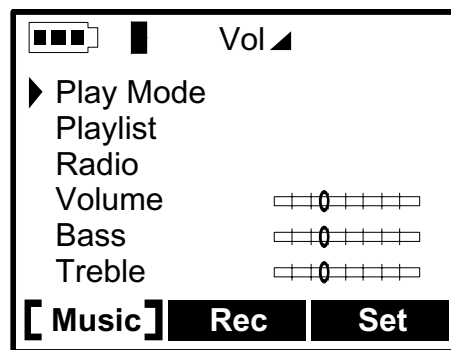 Vol
Play Mode
Playlist
Radio
Volume
Bass
Treble
[Music] Rec Set